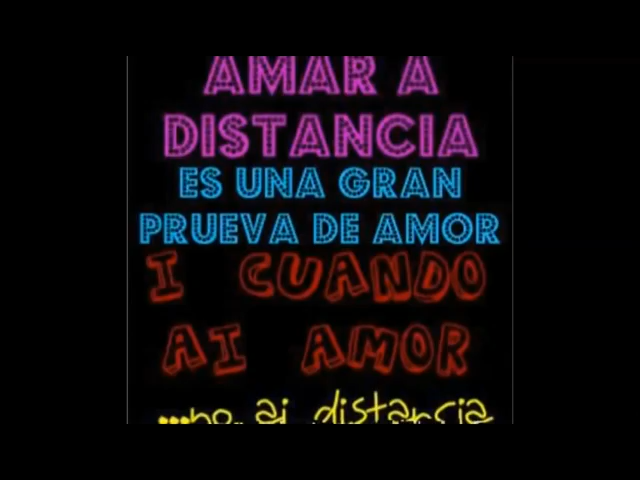 AMAR A
DISTANCIA
ES UNA GRAN
PRUEVA DE AMOR
I CUANDO
AI AMOR
...no ai distancia